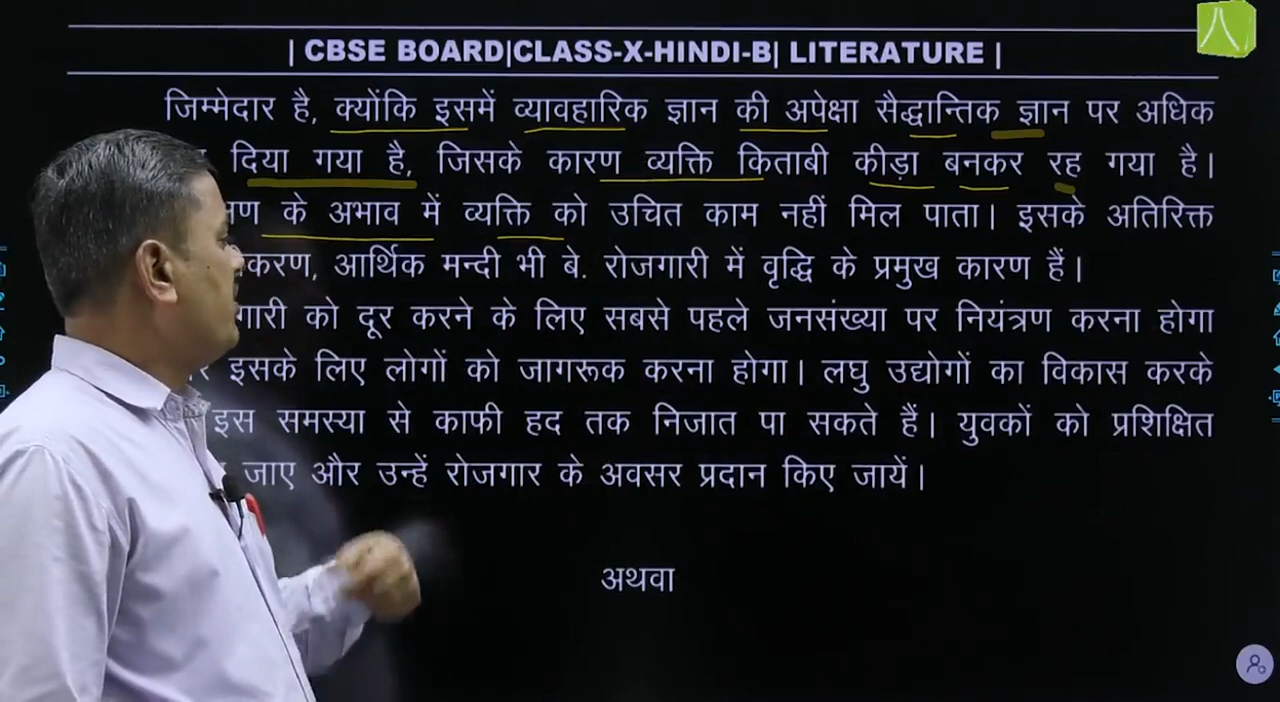 | CBSE BOARD|CLASS-X-HINDI-B| LITERATURE |
जिम्मेदार है, क्योंकि इसमें व्यावहारिक ज्ञान की अपेक्षा सैद्धान्तिक ज्ञान पर अधिक
दिया गया है, जिसके कारण व्यक्ति किताबी कीड़ा बनकर रह गया है।
के अभाव में व्यक्ति को उचित काम नहीं मिल पाता। इसके अतिरिक्त
आर्थिक मन्दी भी बे. रोजगारी में वृद्धि के प्रमुख कारण हैं।
को दूर करने के लिए सबसे पहले जनसंख्या पर नियंत्रण करना होगा
इसके लिए लोगों को जागरूक करना होगा। लघु उद्योगों का विकास करके
इस समस्या से काफी हद तक निजात पा सकते हैं। युवकों को प्रशिक्षित
जाए और उन्हें रोजगार के अवसर प्रदान किए जायें।
अथवा